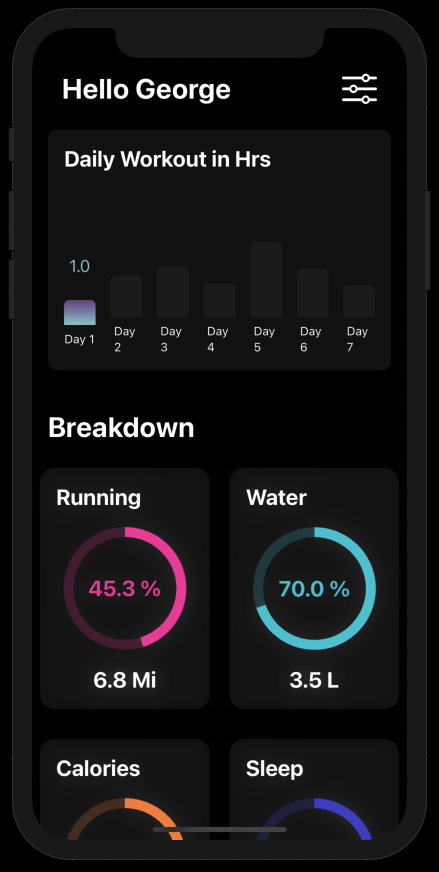 Hello George
Daily Workout in Hrs
1.0
Day 1
Day
2
Day
3
Day
4
Day
5
Day
6
Day
7
Breakdown
Running
45.3 %
6.8 Mi
Water
70.0 %
3.5 L
Calories
Sleep